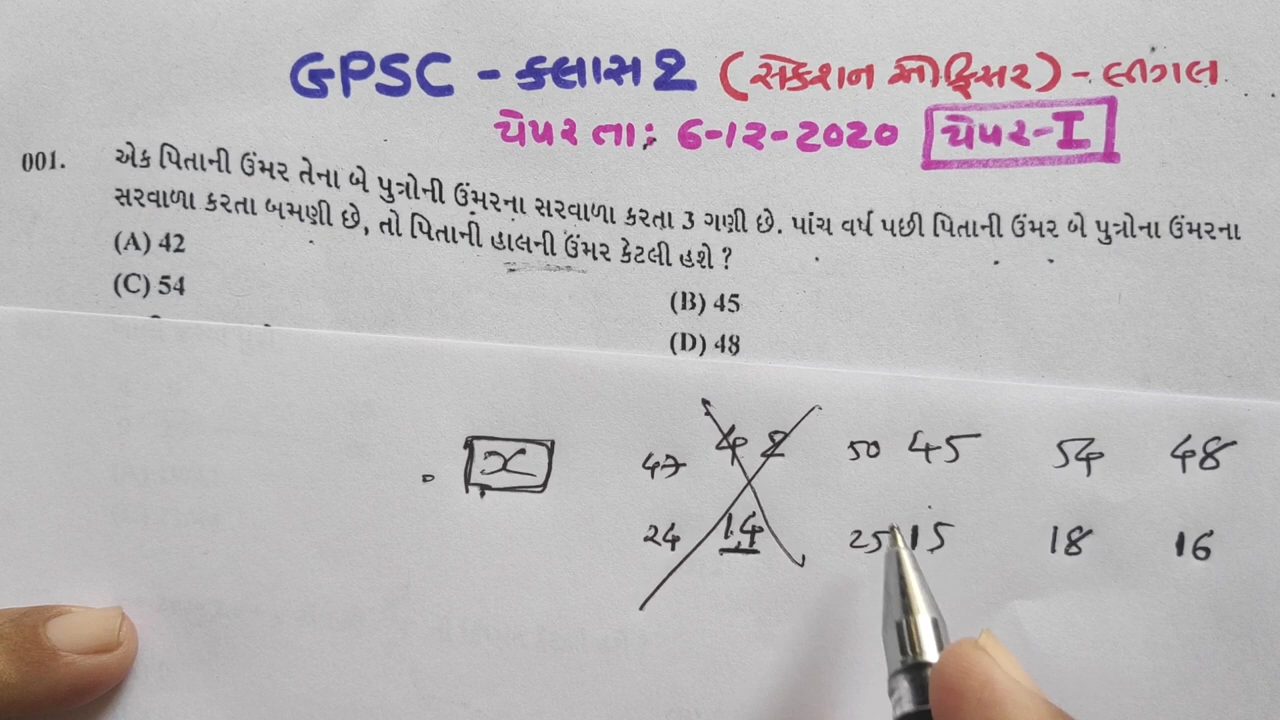 GPSC - ક્લાસ 2 (સેક્શન ઓફિસર) - લીગલ
પેપર તા: 6-12-2020 પેપર-I
001. એક પિતાની ઉંમર તેના બે પુત્રોની ઉંમરના સરવાળા કરતા 3 ગણી છે. પાંચ વર્ષ પછી પિતાની ઉંમર બે પુત્રોના ઉંમરના
સરવાળા કરતા બમણી છે, તો પિતાની હાલની ઉંમર કેટલી હશે ?
(A) 42
(B) 45
(C) 54
(D) 48
x
47 42 50 45 54 48
24 14 25 15 18 16